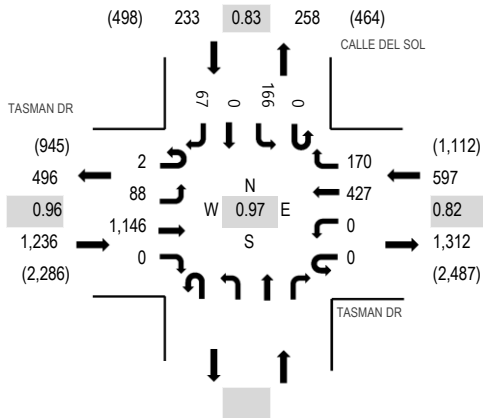 (498) 233 0.83 258 (464)
CALLE DEL SOL
67 0 166 0
TASMAN DR
(945) (1,112)
2 170
496 597
88 427
N
0.96 W 0.97 E 0.82
1,146 0
1,236 S 1,312
0 0
(2,286) (2,487)
TASMAN DR